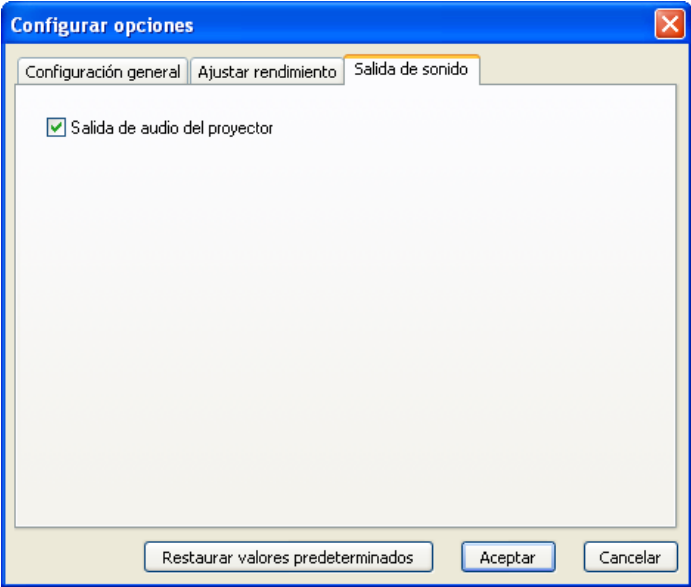 Configurar opciones
Configuración general Ajustar rendimiento Salida de sonido
Salida de audio del proyector
Restaurar valores predeterminados Aceptar Cancelar